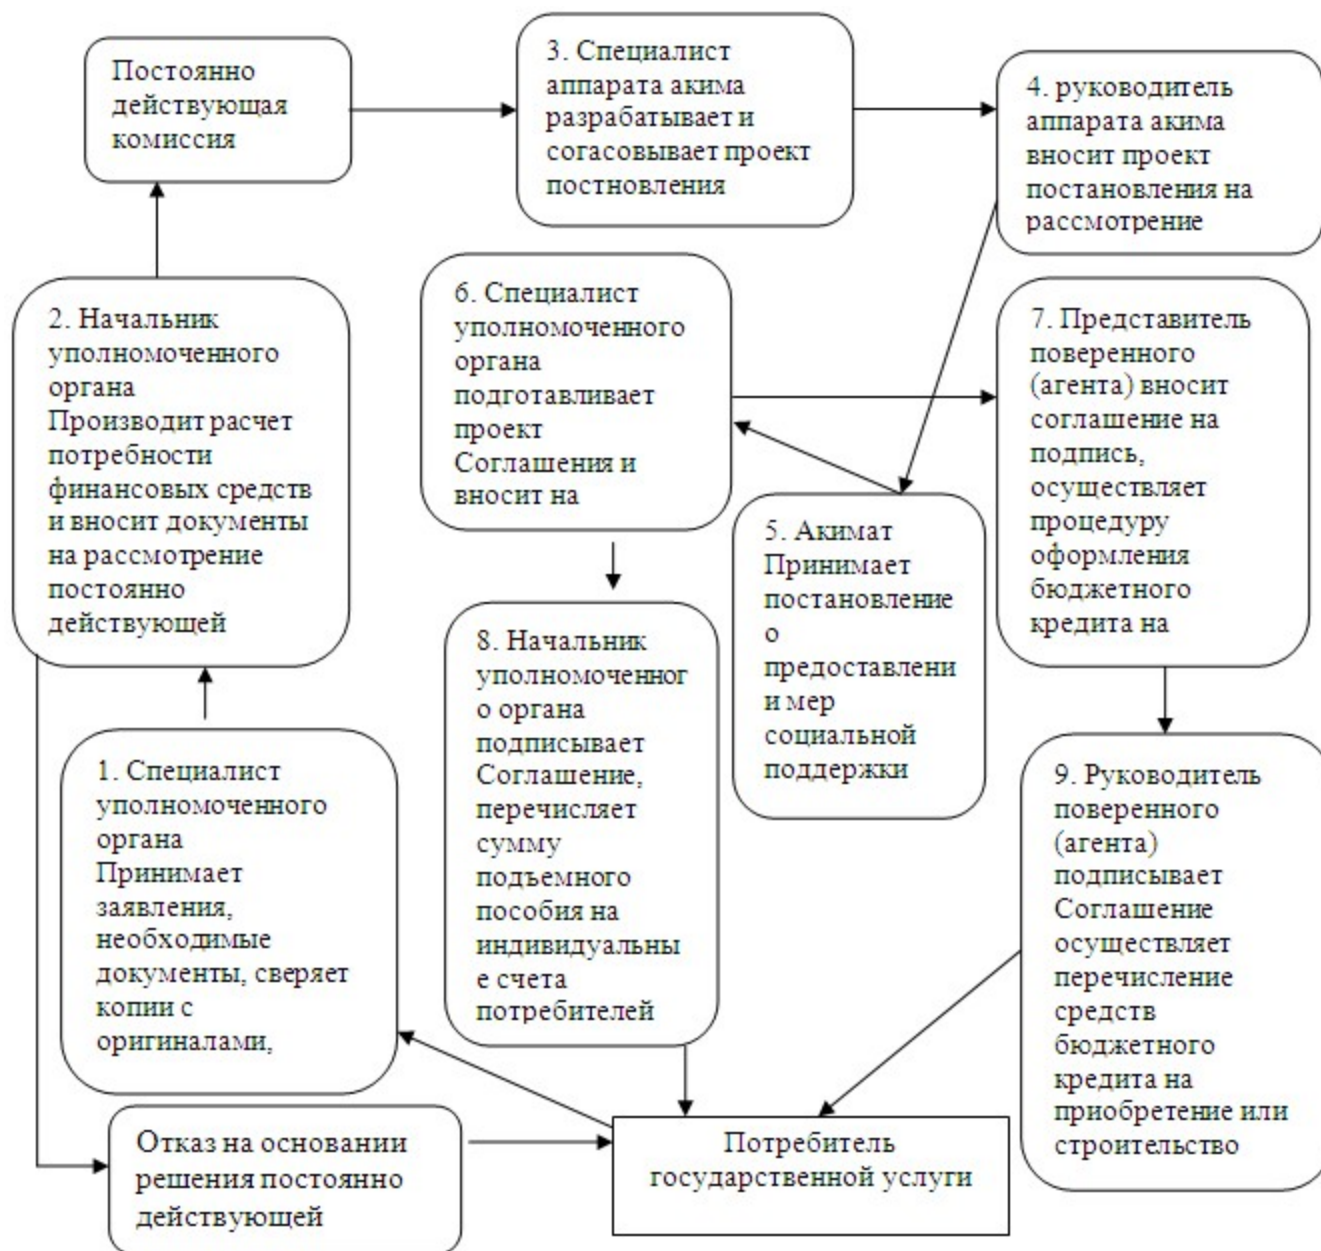 Постоянно
действующая
комиссия
3. Специалист
аппарата акима
разрабатывает и
согасовывает проект
постновления
4. руководитель
аппарата акима
вносит проект
постановления на
рассмотрение
2. Начальник
уполномоченного
органа
Производит расчет
потребности
финансовых средств
и вносит документы
на рассмотрение
постоянно
действующей
6. Специалист
уполномоченного
органа
подготавливает
проект
Соглашения и
вносит на
7. Представитель
поверенного
(агента) вносит
соглашение на
подпись,
осуществляет
процедуру
оформления
бюджетного
кредита на
5. Акимат
Принимает
постановление
о
предоставлени
и мер
социальной
поддержки
8. Начальник
уполномоченног
о органа
подписывает
Соглашение,
перечисляет
сумму
подъемного
пособия на
индивидуальны
е счета
потребителей
1. Специалист
уполномоченного
органа
Принимает
заявления,
необходимые
документы, сверяет
копии с
оригиналами,
9. Руководитель
поверенного
(агента)
подписывает
Соглашение
осуществляет
перечисление
средств
бюджетного
кредита на
приобретение или
строительство
Отказ на основании
решения постоянно
действующей
Потребитель
государственной услуги